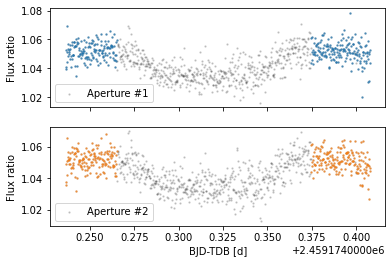 1.08
1.06
1.04
1.02
Flux ratio
Aperture #1
1.06
1.04
1.02
Flux ratio
Aperture #2
0.250 0.275 0.300 0.325 0.350 0.375 0.400
BJD-TDB [d]
+2.4591740000e6